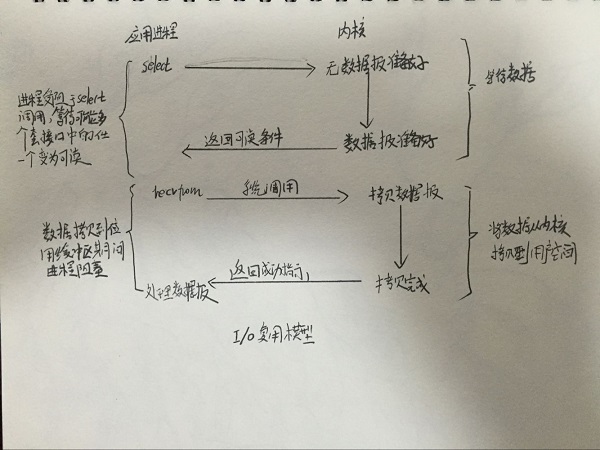 应用进程
内核
select
无数据报准备好
等待数据
进程受阻于select
调用,等待可能多
个套接口中的任
一个变为可读
返回可读条件
数据报准备好
recvfrom
系统调用
拷贝数据报
数据拷贝到应
用缓冲区期间
进程阻塞
将数据从内核
拷贝到用户空间
返回成功指示
处理数据报
拷贝完成
I/O复用模型